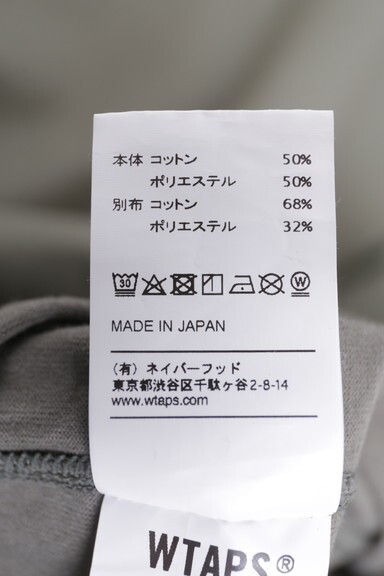 本体 コットン 50%
ポリエステル 50%
別布 コットン 68%
ポリエステル 32%
30 W
MADE IN JAPAN
(有) ネイバーフッド
東京都渋谷区千駄ヶ谷2-8-14
www.wtaps.com
WTAPS®